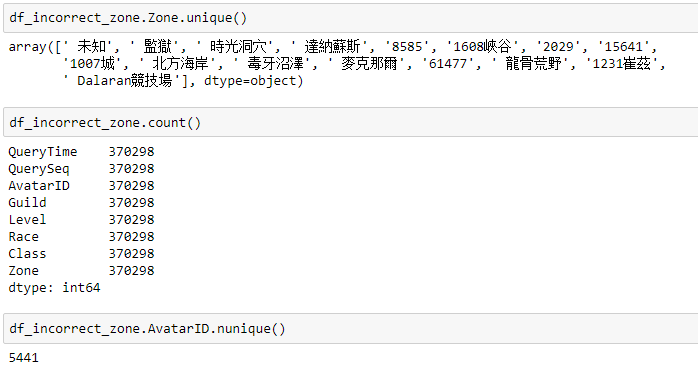 df_incorrect_zone.Zone.unique()
array([' 未知', ' 監獄', ' 時光洞穴', ' 達納蘇斯', '8585', '1608峽谷', '2029', '15641',
'1007城', ' 北方海岸', ' 毒牙沼澤', ' 麥克那爾', '61477', ' 龍骨荒野', '1231崔茲',
' Dalaran競技場'], dtype=object)
df_incorrect_zone.count()
QueryTime 370298
QuerySeq 370298
AvatarID 370298
Guild 370298
Level 370298
Race 370298
Class 370298
Zone 370298
dtype: int64
df_incorrect_zone.AvatarID.nunique()
5441